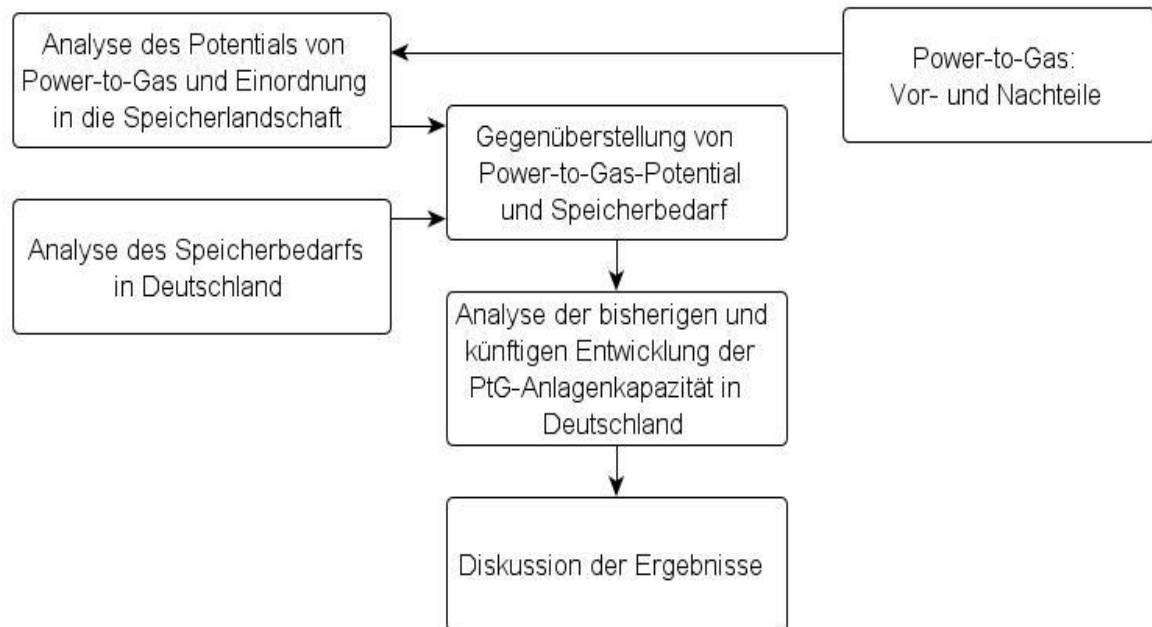 Analyse des Potentials von
Power-to-Gas und Einordnung
in die Speicherlandschaft
Power-to-Gas:
Vor- und Nachteile
Gegenüberstellung von
Power-to-Gas-Potential
und Speicherbedarf
Analyse des Speicherbedarfs
in Deutschland
Analyse der bisherigen und
künftigen Entwicklung der
PtG-Anlagenkapazität in
Deutschland
Diskussion der Ergebnisse